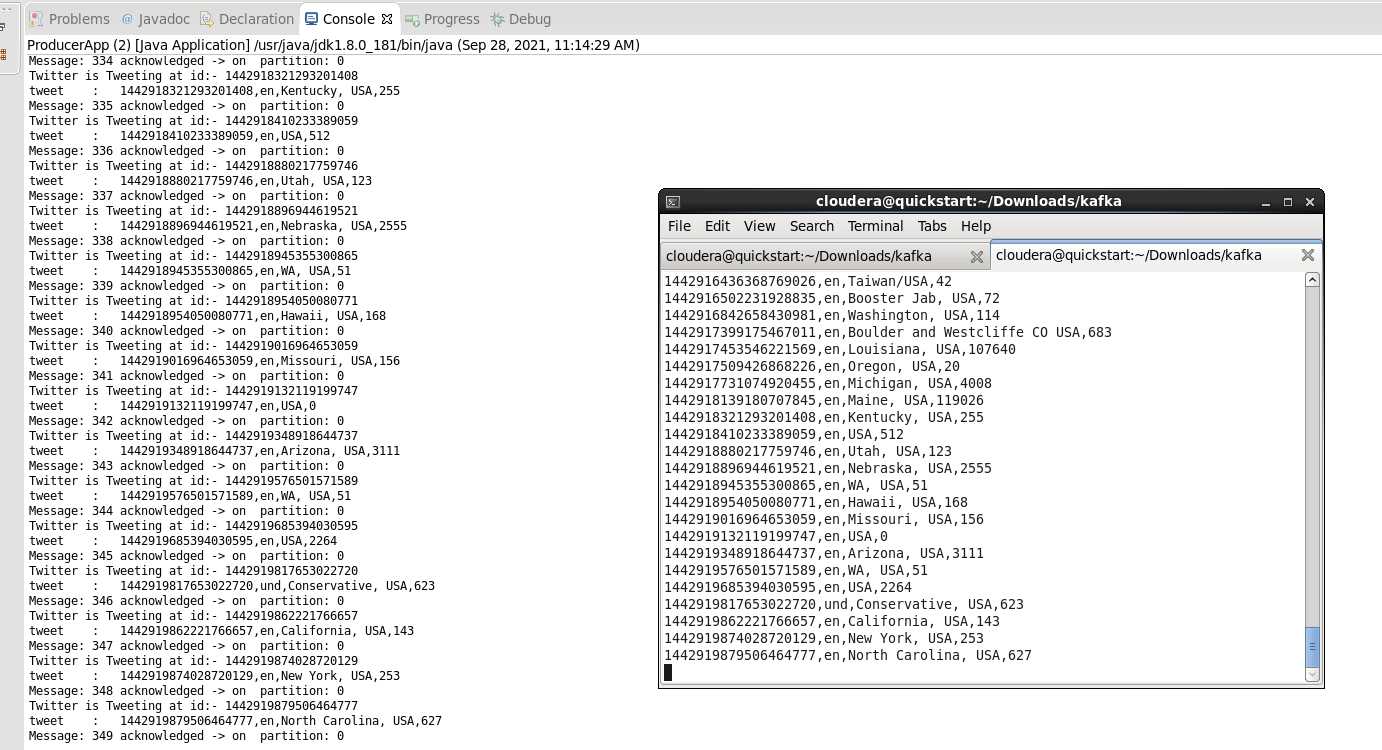 Problems @ Javadoc Declaration Console Progress Debug
ProducerApp (2) [Java Application] /usr/java/jdk1.8.0_181/bin/java (Sep 28, 2021, 11:14:29 AM)
Message: 334 acknowledged -> on  partition: 0
Twitter is Tweeting at id:- 1442918321293201408
tweet    :   1442918321293201408,en,Kentucky, USA,255
Message: 335 acknowledged -> on  partition: 0
Twitter is Tweeting at id:- 1442918410233389059
tweet    :   1442918410233389059,en,USA,512
Message: 336 acknowledged -> on  partition: 0
Twitter is Tweeting at id:- 1442918880217759746
tweet    :   1442918880217759746,en,Utah, USA,123
Message: 337 acknowledged -> on  partition: 0
Twitter is Tweeting at id:- 1442918896944619521
tweet    :   1442918896944619521,en,Nebraska, USA,2555
Message: 338 acknowledged -> on  partition: 0
Twitter is Tweeting at id:- 1442918945355300865
tweet    :   1442918945355300865,en,WA, USA,51
Message: 339 acknowledged -> on  partition: 0
Twitter is Tweeting at id:- 1442918954050080771
tweet    :   1442918954050080771,en,Hawaii, USA,168
Message: 340 acknowledged -> on  partition: 0
Twitter is Tweeting at id:- 1442919016964653059
tweet    :   1442919016964653059,en,Missouri, USA,156
Message: 341 acknowledged -> on  partition: 0
Twitter is Tweeting at id:- 1442919132119199747
tweet    :   1442919132119199747,en,USA,0
Message: 342 acknowledged -> on  partition: 0
Twitter is Tweeting at id:- 1442919348918644737
tweet    :   1442919348918644737,en,Arizona, USA,3111
Message: 343 acknowledged -> on  partition: 0
Twitter is Tweeting at id:- 1442919576501571589
tweet    :   1442919576501571589,en,WA, USA,51
Message: 344 acknowledged -> on  partition: 0
Twitter is Tweeting at id:- 1442919685394030595
tweet    :   1442919685394030595,en,USA,2264
Message: 345 acknowledged -> on  partition: 0
Twitter is Tweeting at id:- 1442919817653022720
tweet    :   1442919817653022720,und,Conservative, USA,623
Message: 346 acknowledged -> on  partition: 0
Twitter is Tweeting at id:- 1442919862221766657
tweet    :   1442919862221766657,en,California, USA,143
Message: 347 acknowledged -> on  partition: 0
Twitter is Tweeting at id:- 1442919874028720129
tweet    :   1442919874028720129,en,New York, USA,253
Message: 348 acknowledged -> on  partition: 0
Twitter is Tweeting at id:- 1442919879506464777
tweet    :   1442919879506464777,en,North Carolina, USA,627
Message: 349 acknowledged -> on  partition: 0
cloudera@quickstart:~/Downloads/kafka
File Edit View Search Terminal Tabs Help
cloudera@quickstart:~/Downloads/kafka cloudera@quickstart:~/Downloads/kafka
1442916436368769026,en,Taiwan/USA,42
1442916502231928835,en,Booster Jab, USA,72
1442916842658430981,en,Washington, USA,114
1442917399175467011,en,Boulder and Westcliffe CO USA,683
1442917453546221569,en,Louisiana, USA,107640
1442917509426868226,en,Oregon, USA,20
1442917731074920455,en,Michigan, USA,4008
1442918139180707845,en,Maine, USA,119026
1442918321293201408,en,Kentucky, USA,255
1442918410233389059,en,USA,512
1442918880217759746,en,Utah, USA,123
1442918896944619521,en,Nebraska, USA,2555
1442918945355300865,en,WA, USA,51
1442918954050080771,en,Hawaii, USA,168
1442919016964653059,en,Missouri, USA,156
1442919132119199747,en,USA,0
1442919348918644737,en,Arizona, USA,3111
1442919576501571589,en,WA, USA,51
1442919685394030595,en,USA,2264
1442919817653022720,und,Conservative, USA,623
1442919862221766657,en,California, USA,143
1442919874028720129,en,New York, USA,253
1442919879506464777,en,North Carolina, USA,627